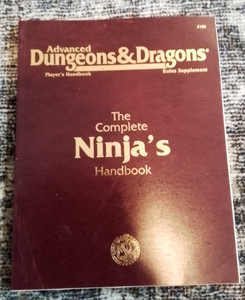 Advanced
Dungeons & Dragons®
Player's Handbook
Rules Supplement
The
Complete
Ninja's
Handbook